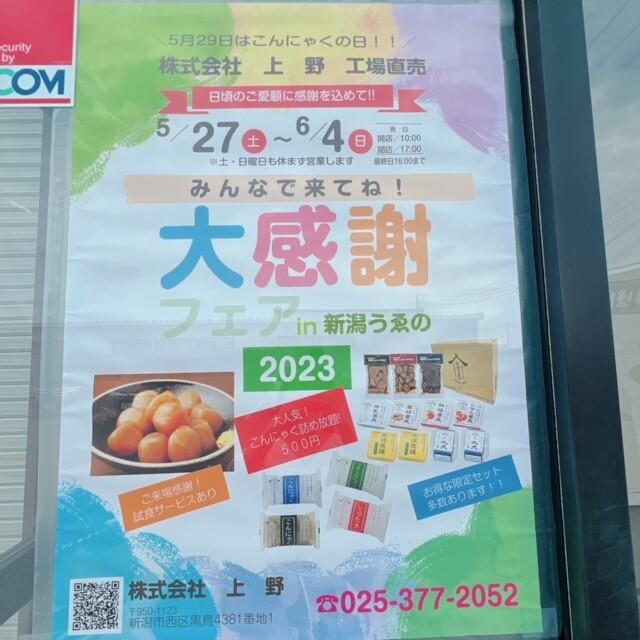 ecurity
by
COM
＼5月29日はこんにゃくの日！！／
株式会社 上野 工場直売
日頃のご愛顧に感謝を込めて!!
5/27土～6/4日
各日
開店/10:00
閉店/17:00
最終日16:00まで
※土・日曜日も休まず営業します
みんなで来てね！
大感謝
フェア in 新潟うゑの
2023
大人気！
こんにゃく詰め放題!
500円
ご来場感謝！
試食サービスあり
お得な限定セット
多数あります！！
株式会社 上野
〒950-1123
新潟市西区黒鳥4381番地1
☎025-377-2052